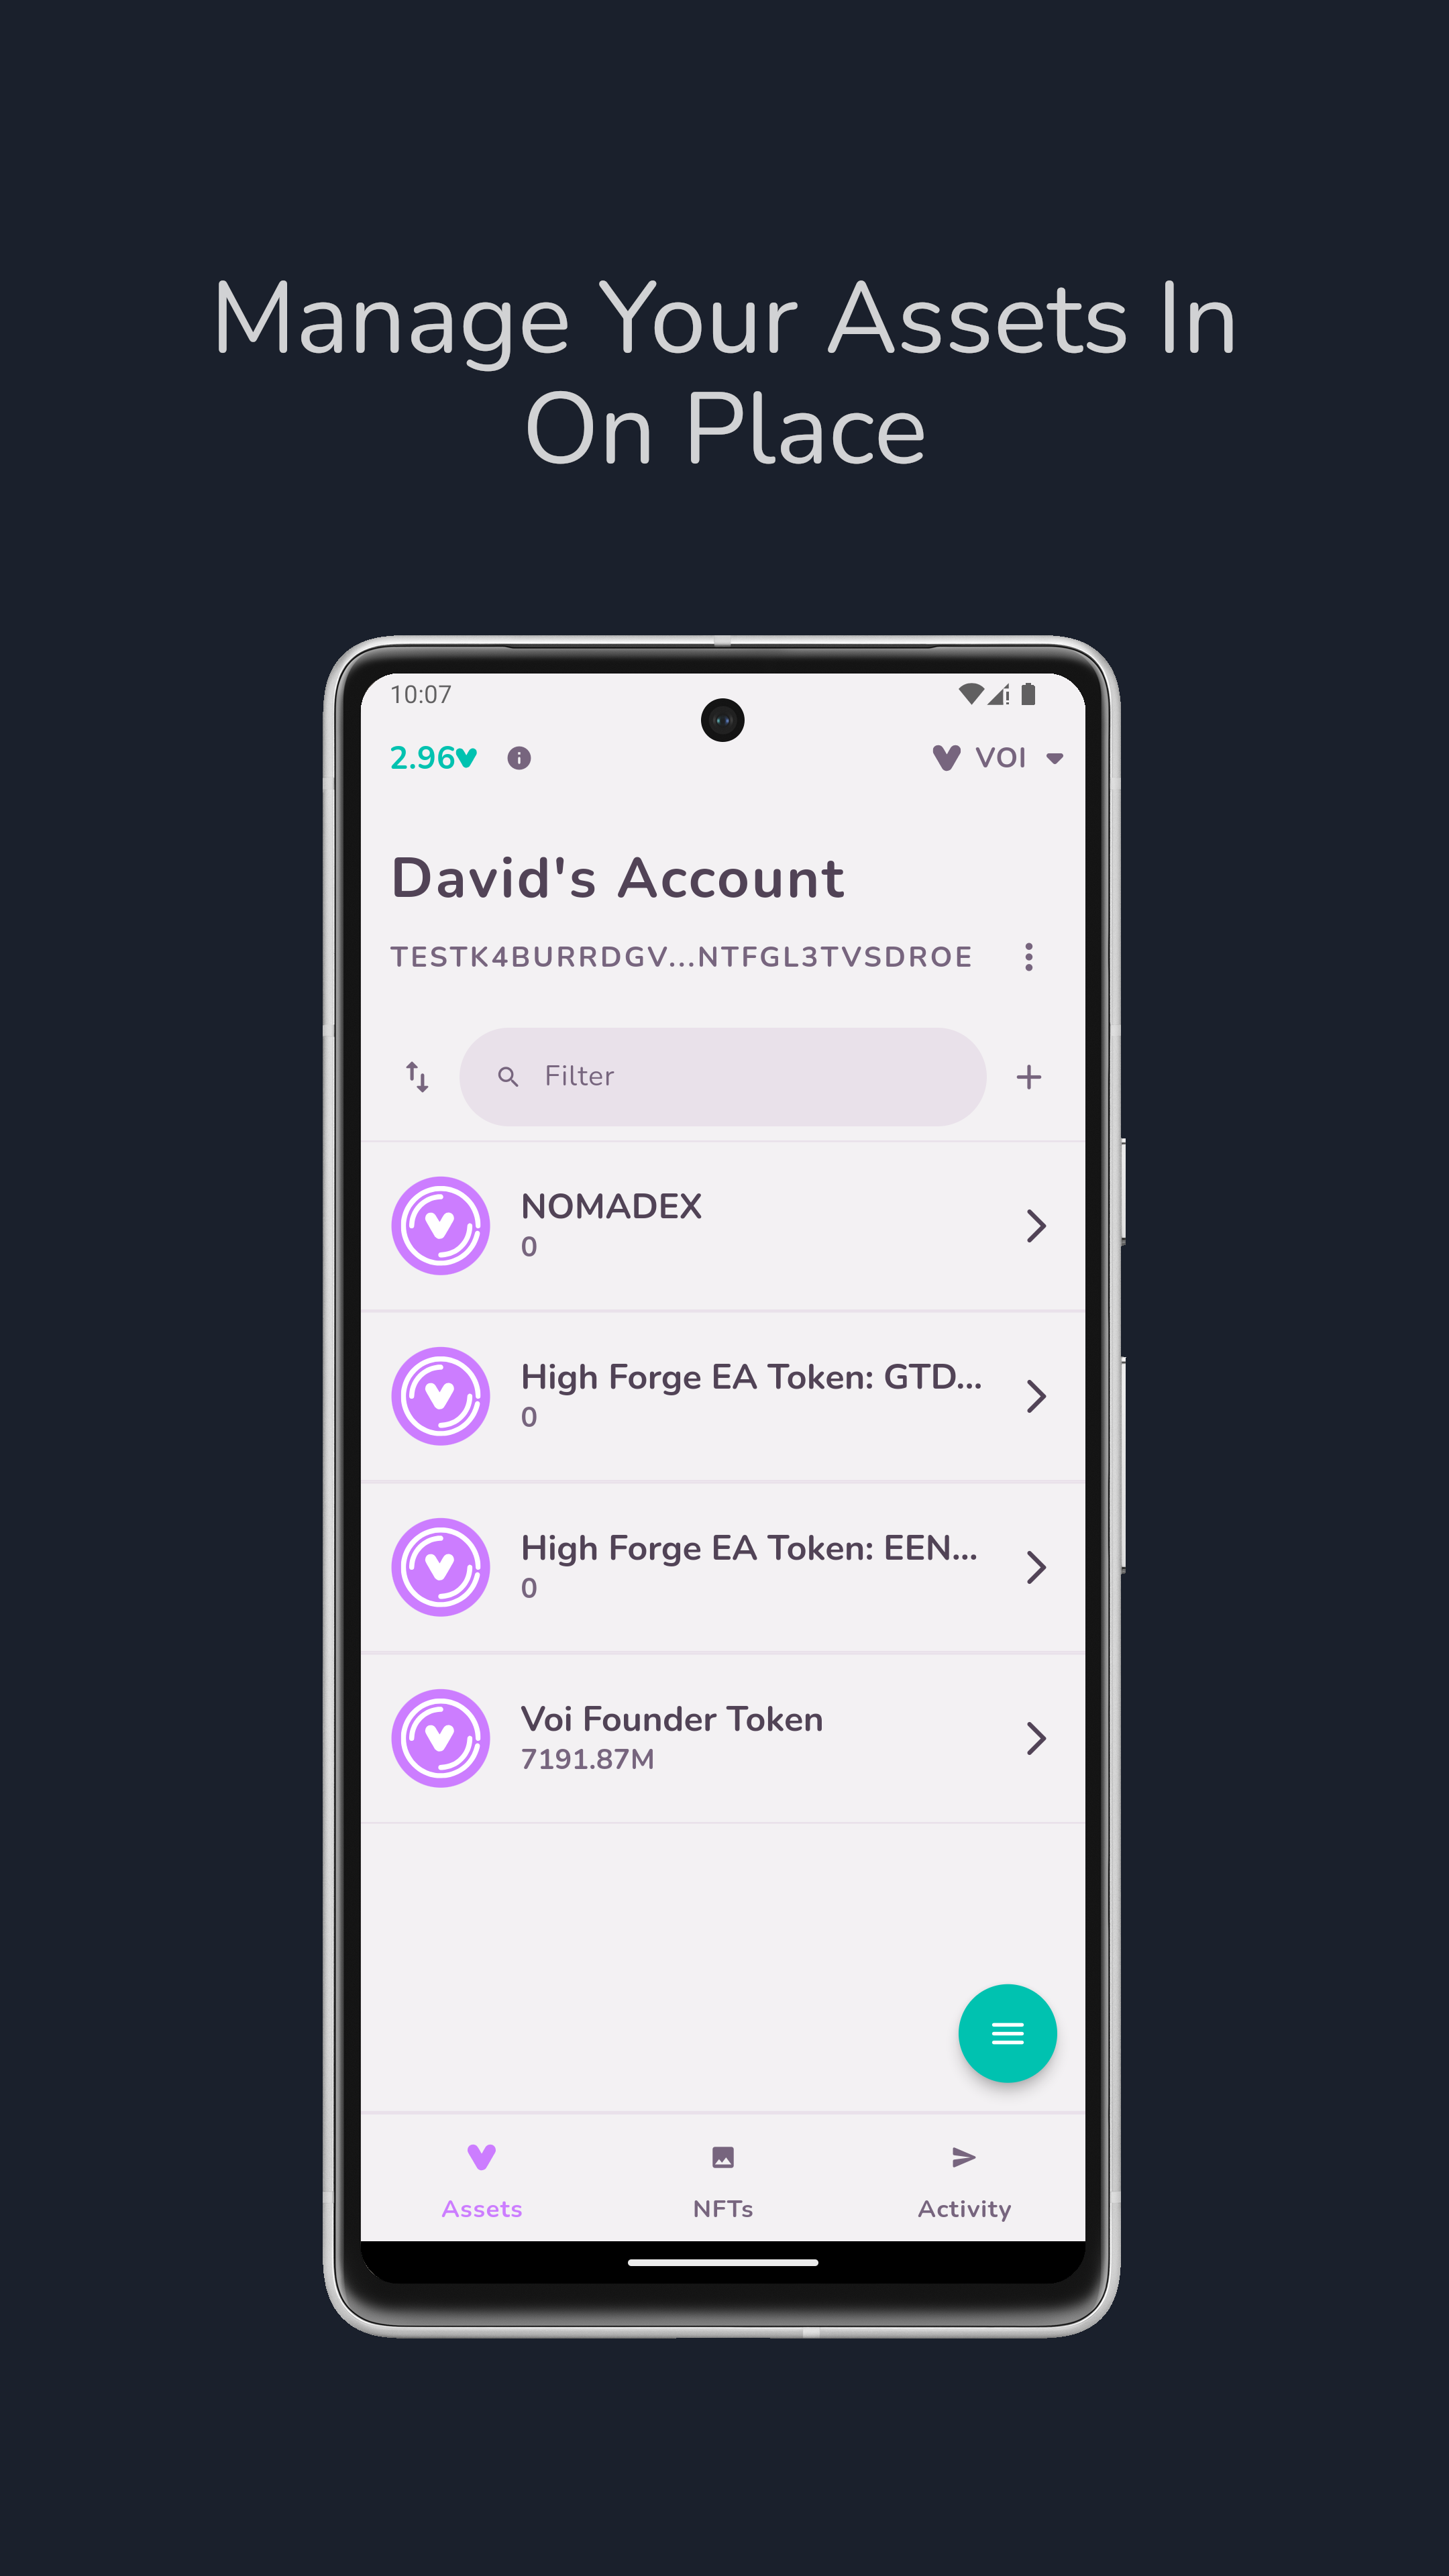 Manage Your Assets In
On Place
10:07
2.96
VOI
David's Account
TESTK4BURRDGV...NTFGL3TVSDROE
Filter
NOMADEX
0
High Forge EA Token: GTD...
0
High Forge EA Token: EEN...
0
Voi Founder Token
7191.87M
Assets
NFTs
Activity